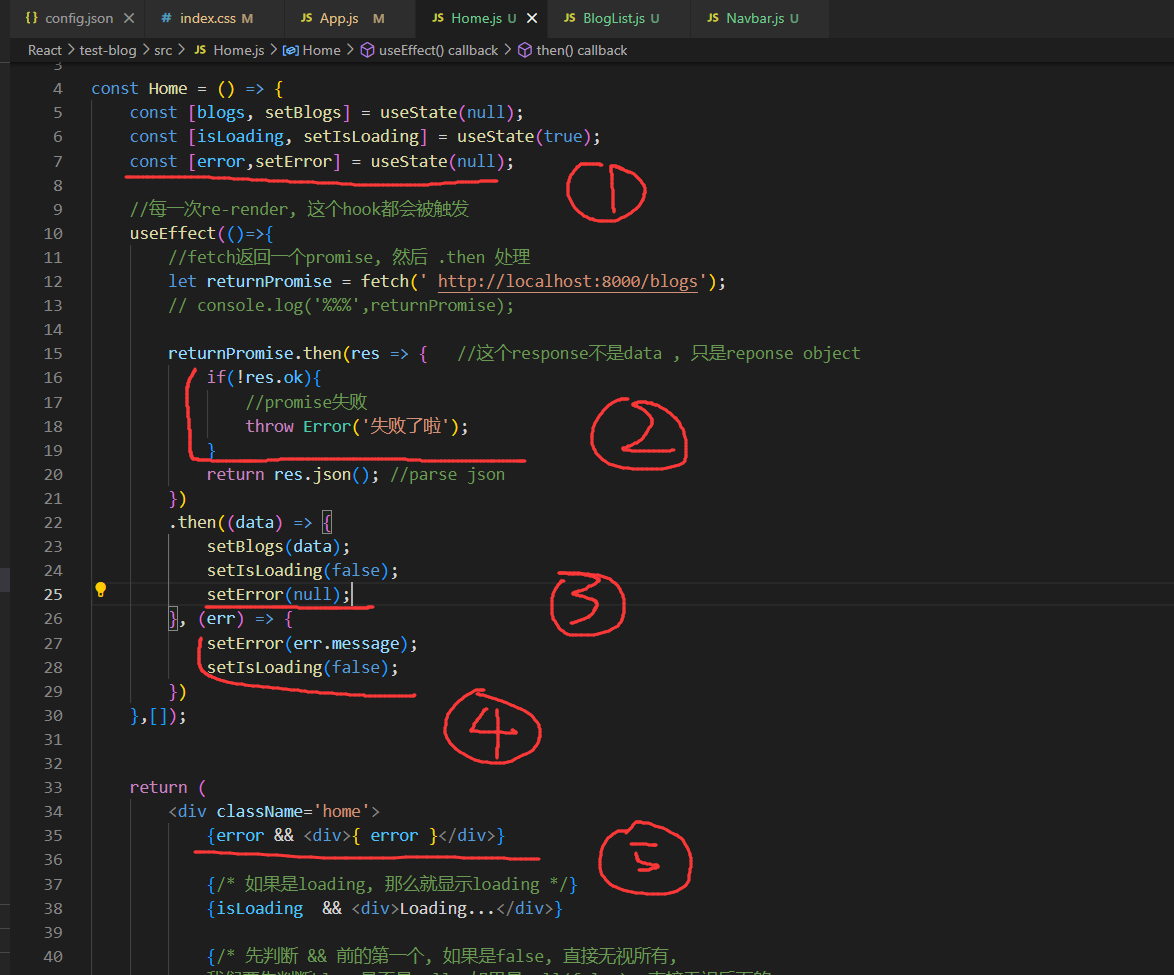 {} config.json × # index.css M JS App.js M JS Home.js U × JS BlogList.js U JS Navbar.js U
React > test-blog > src > JS Home.js > Home > useEffect() callback > then() callback
3
4 const Home = () => {
5 const [blogs, setBlogs] = useState(null);
6 const [isLoading, setIsLoading] = useState(true);
7 const [error,setError] = useState(null);
①
8
9 //每一次re-render, 这个hook都会被触发
10 useEffect(()=>{
11 //fetch返回一个promise, 然后 .then 处理
12 let returnPromise = fetch(' http://localhost:8000/blogs');
13 // console.log('%%%',returnPromise);
14
15 returnPromise.then(res => { //这个response不是data , 只是reponse object
16 if(!res.ok){
17 //promise失败
18 throw Error('失败了啦');
②
19 }
20 return res.json(); //parse json
21 })
22 .then((data) => {
23 setBlogs(data);
24 setIsLoading(false);
25 setError(null);
③
26 }, (err) => {
27 setError(err.message);
28 setIsLoading(false);
29 })
④
30 },[]);
31
32
33 return (
34 <div className='home'>
35 {error && <div>{ error }</div>}
⑤
36
37 {/* 如果是loading, 那么就显示loading */}
38 {isLoading && <div>Loading...</div>}
39
40 {/* 先判断 && 前的第一个, 如果是false, 直接无视所有,